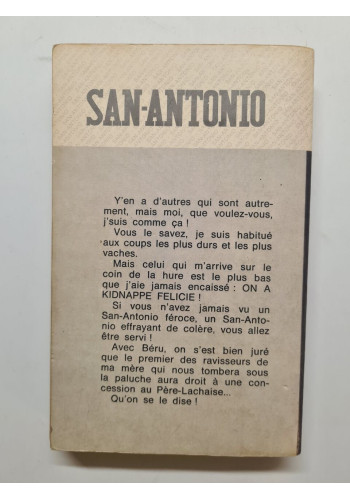 SAN-ANTONIO
Y'en a d'autres qui sont autre-
ment, mais moi, que voulez-vous,
j'suis comme ça !
Vous le savez, je suis habitué
aux coups les plus durs et les plus
vaches.
Mais celui qui m'arrive sur le
coin de la hure est le plus bas
que j'aie jamais encaissé : ON A
KIDNAPPE FELICIE !
Si vous n'avez jamais vu un
San-Antonio féroce, un San-Anto-
nio effrayant de colère, vous allez
être servi !
Avec Béru, on s'est bien juré
que le premier des ravisseurs de
ma mère qui nous tombera sous
la paluche aura droit à une con-
cession au Père-Lachaise...
Qu'on se le dise !